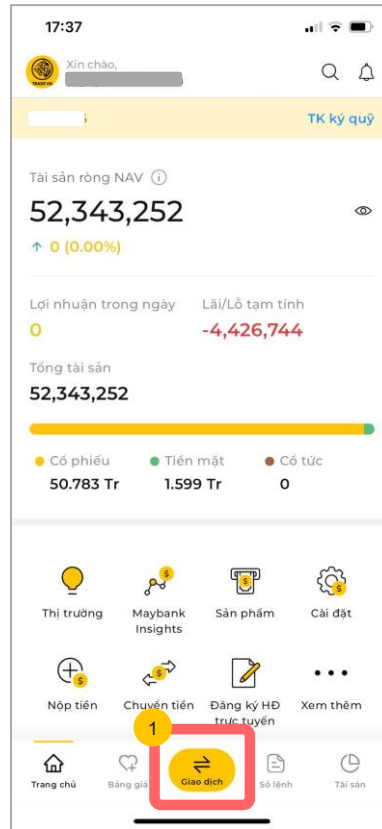 17:37
TRADE VN
Xin chào,
TK ký quỹ
Tài sản ròng NAV
52,343,252
↑ 0 (0.00%)
Lợi nhuận trong ngày Lãi/Lỗ tạm tính
0 -4,426,744
Tổng tài sản
52,343,252
Cổ phiếu Tiền mặt Cổ tức
50.783 Tr 1.599 Tr 0
Thị trường Maybank Insights Sản phẩm Cài đặt
Nộp tiền Chuyển tiền Đăng ký HĐ trực tuyến Xem thêm
1
Trang chủ Bảng giá Giao dịch Sổ lệnh Tài sản